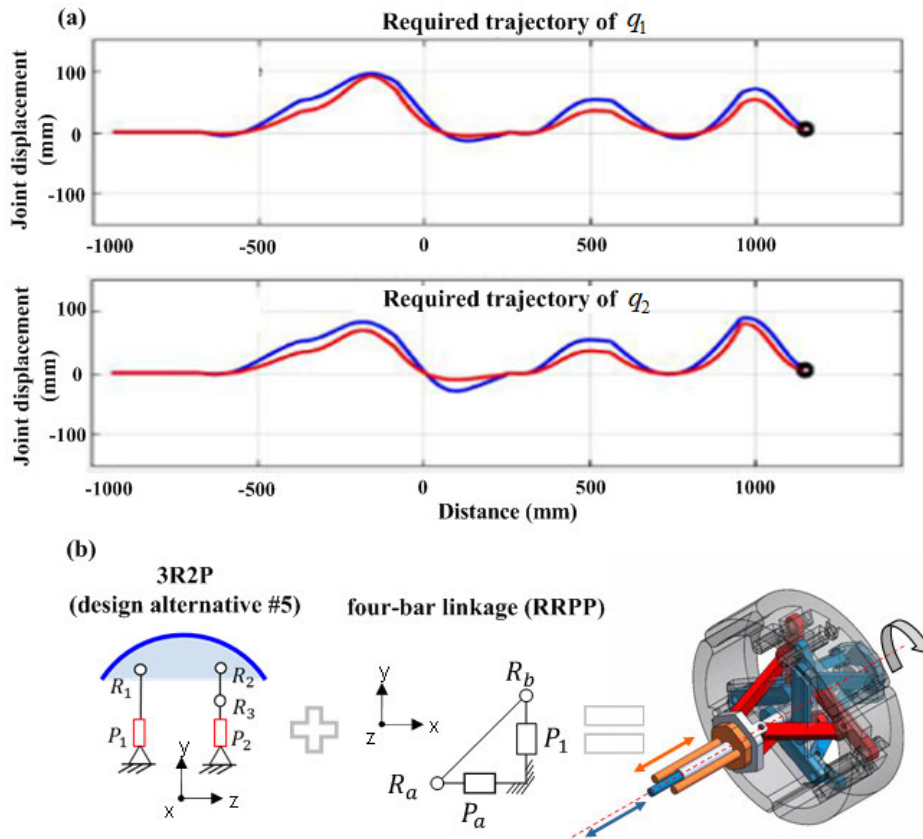 (a)
Required trajectory of q1
Joint displacement
(mm)
100
0
-100
-1000
-500
0
500
1000
Required trajectory of q2
Joint displacement
(mm)
100
0
-100
-1000
-500
0
500
1000
Distance (mm)
(b)
3R2P
(design alternative #5)
four-bar linkage (RRPP)
R1
R2
R3
P1
P2
y
x
z
y
z
x
Rb
P1
Ra
Pa